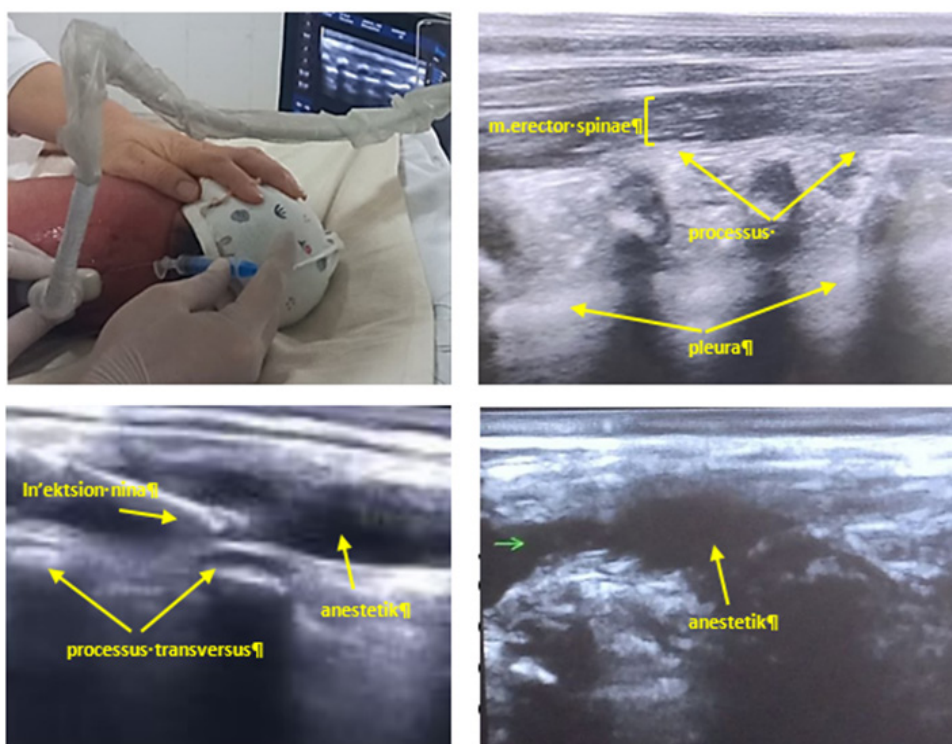 m.erector·spinae¶
processus·
pleura¶
In'ektsion·nina¶
processus·transversus¶
anestetik¶
anestetik¶